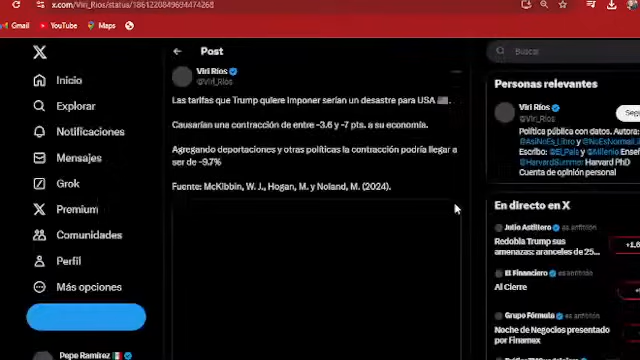 x.com/Viri_Rios/status/1861220849694474268
Gmail
YouTube
Maps
Post
Buscar
Inicio
Explorar
Notificaciones
Mensajes
Grok
Premium
Comunidades
Perfil
Más opciones
Pepe Ramírez
Viri Ríos
@Viri_Rios
Las tarifas que Trump quiere imponer serían un desastre para USA
Causarían una contracción de entre -3.6 y -7 pts. a su economía.
Agregando deportaciones y otras políticas la contracción podría llegar a
ser de -9.7%
Fuente: McKibbin, W. J., Hogan, M. y Noland, M. (2024).
Personas relevantes
Viri Ríos
@Viri_Rios
Política pública con datos. Autora:
@AsiNoEs_Libro y
Escribo: @El_Pais y @Milenio
@HarvardSummer Harvard PhD
Cuenta de opinión personal
En directo en X
Julio Astillero es anfitrión
Redobla Trump sus
amenazas: aranceles de 25...
El Financiero es anfitrión
Al Cierre
Grupo Fórmula es anfitrión
Noche de Negocios presentado
por Finamex